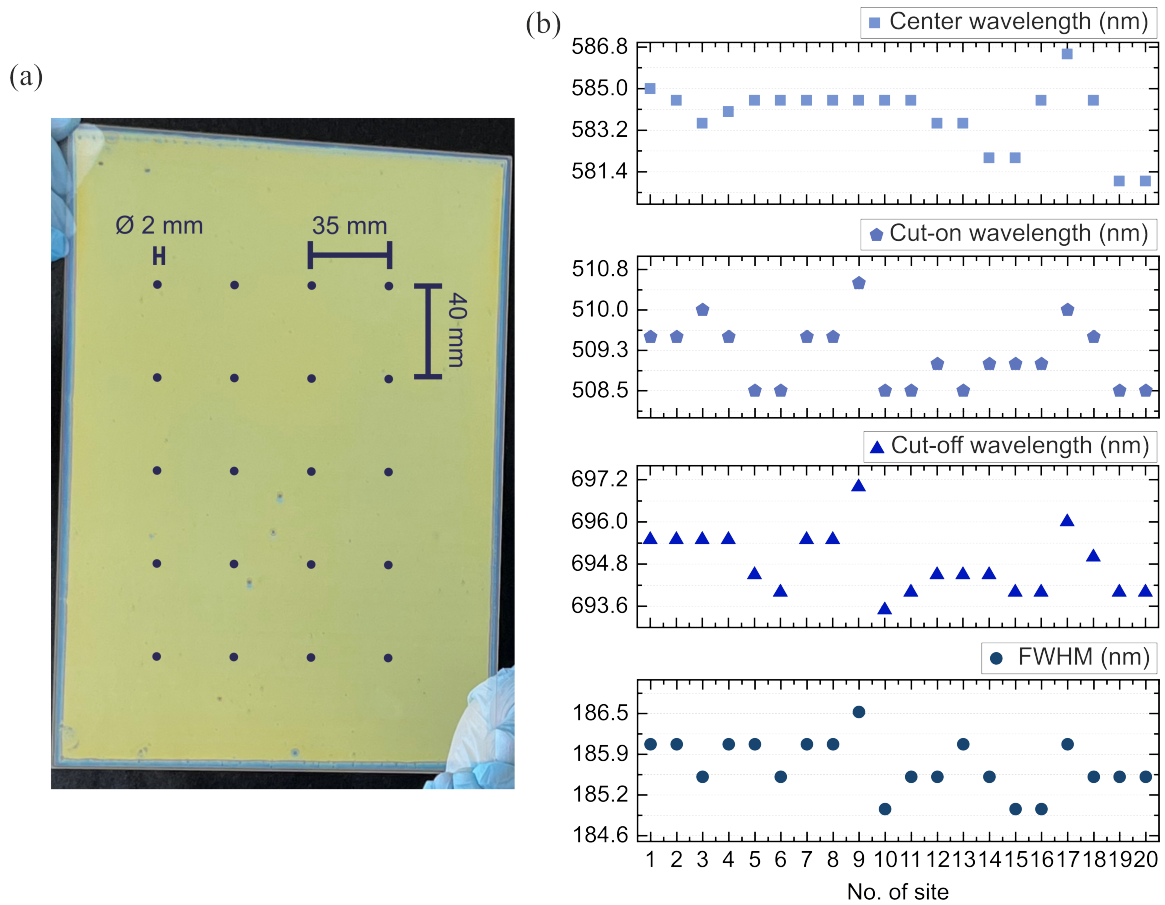 (a)
Ø 2 mm
35 mm
40 mm
(b)
Center wavelength (nm)
586.8
585.0
583.2
581.4
Cut-on wavelength (nm)
510.8
510.0
509.3
508.5
Cut-off wavelength (nm)
697.2
696.0
694.8
693.6
FWHM (nm)
186.5
185.9
185.2
184.6
1 2 3 4 5 6 7 8 9 10 11 12 13 14 15 16 17 18 19 20
No. of site